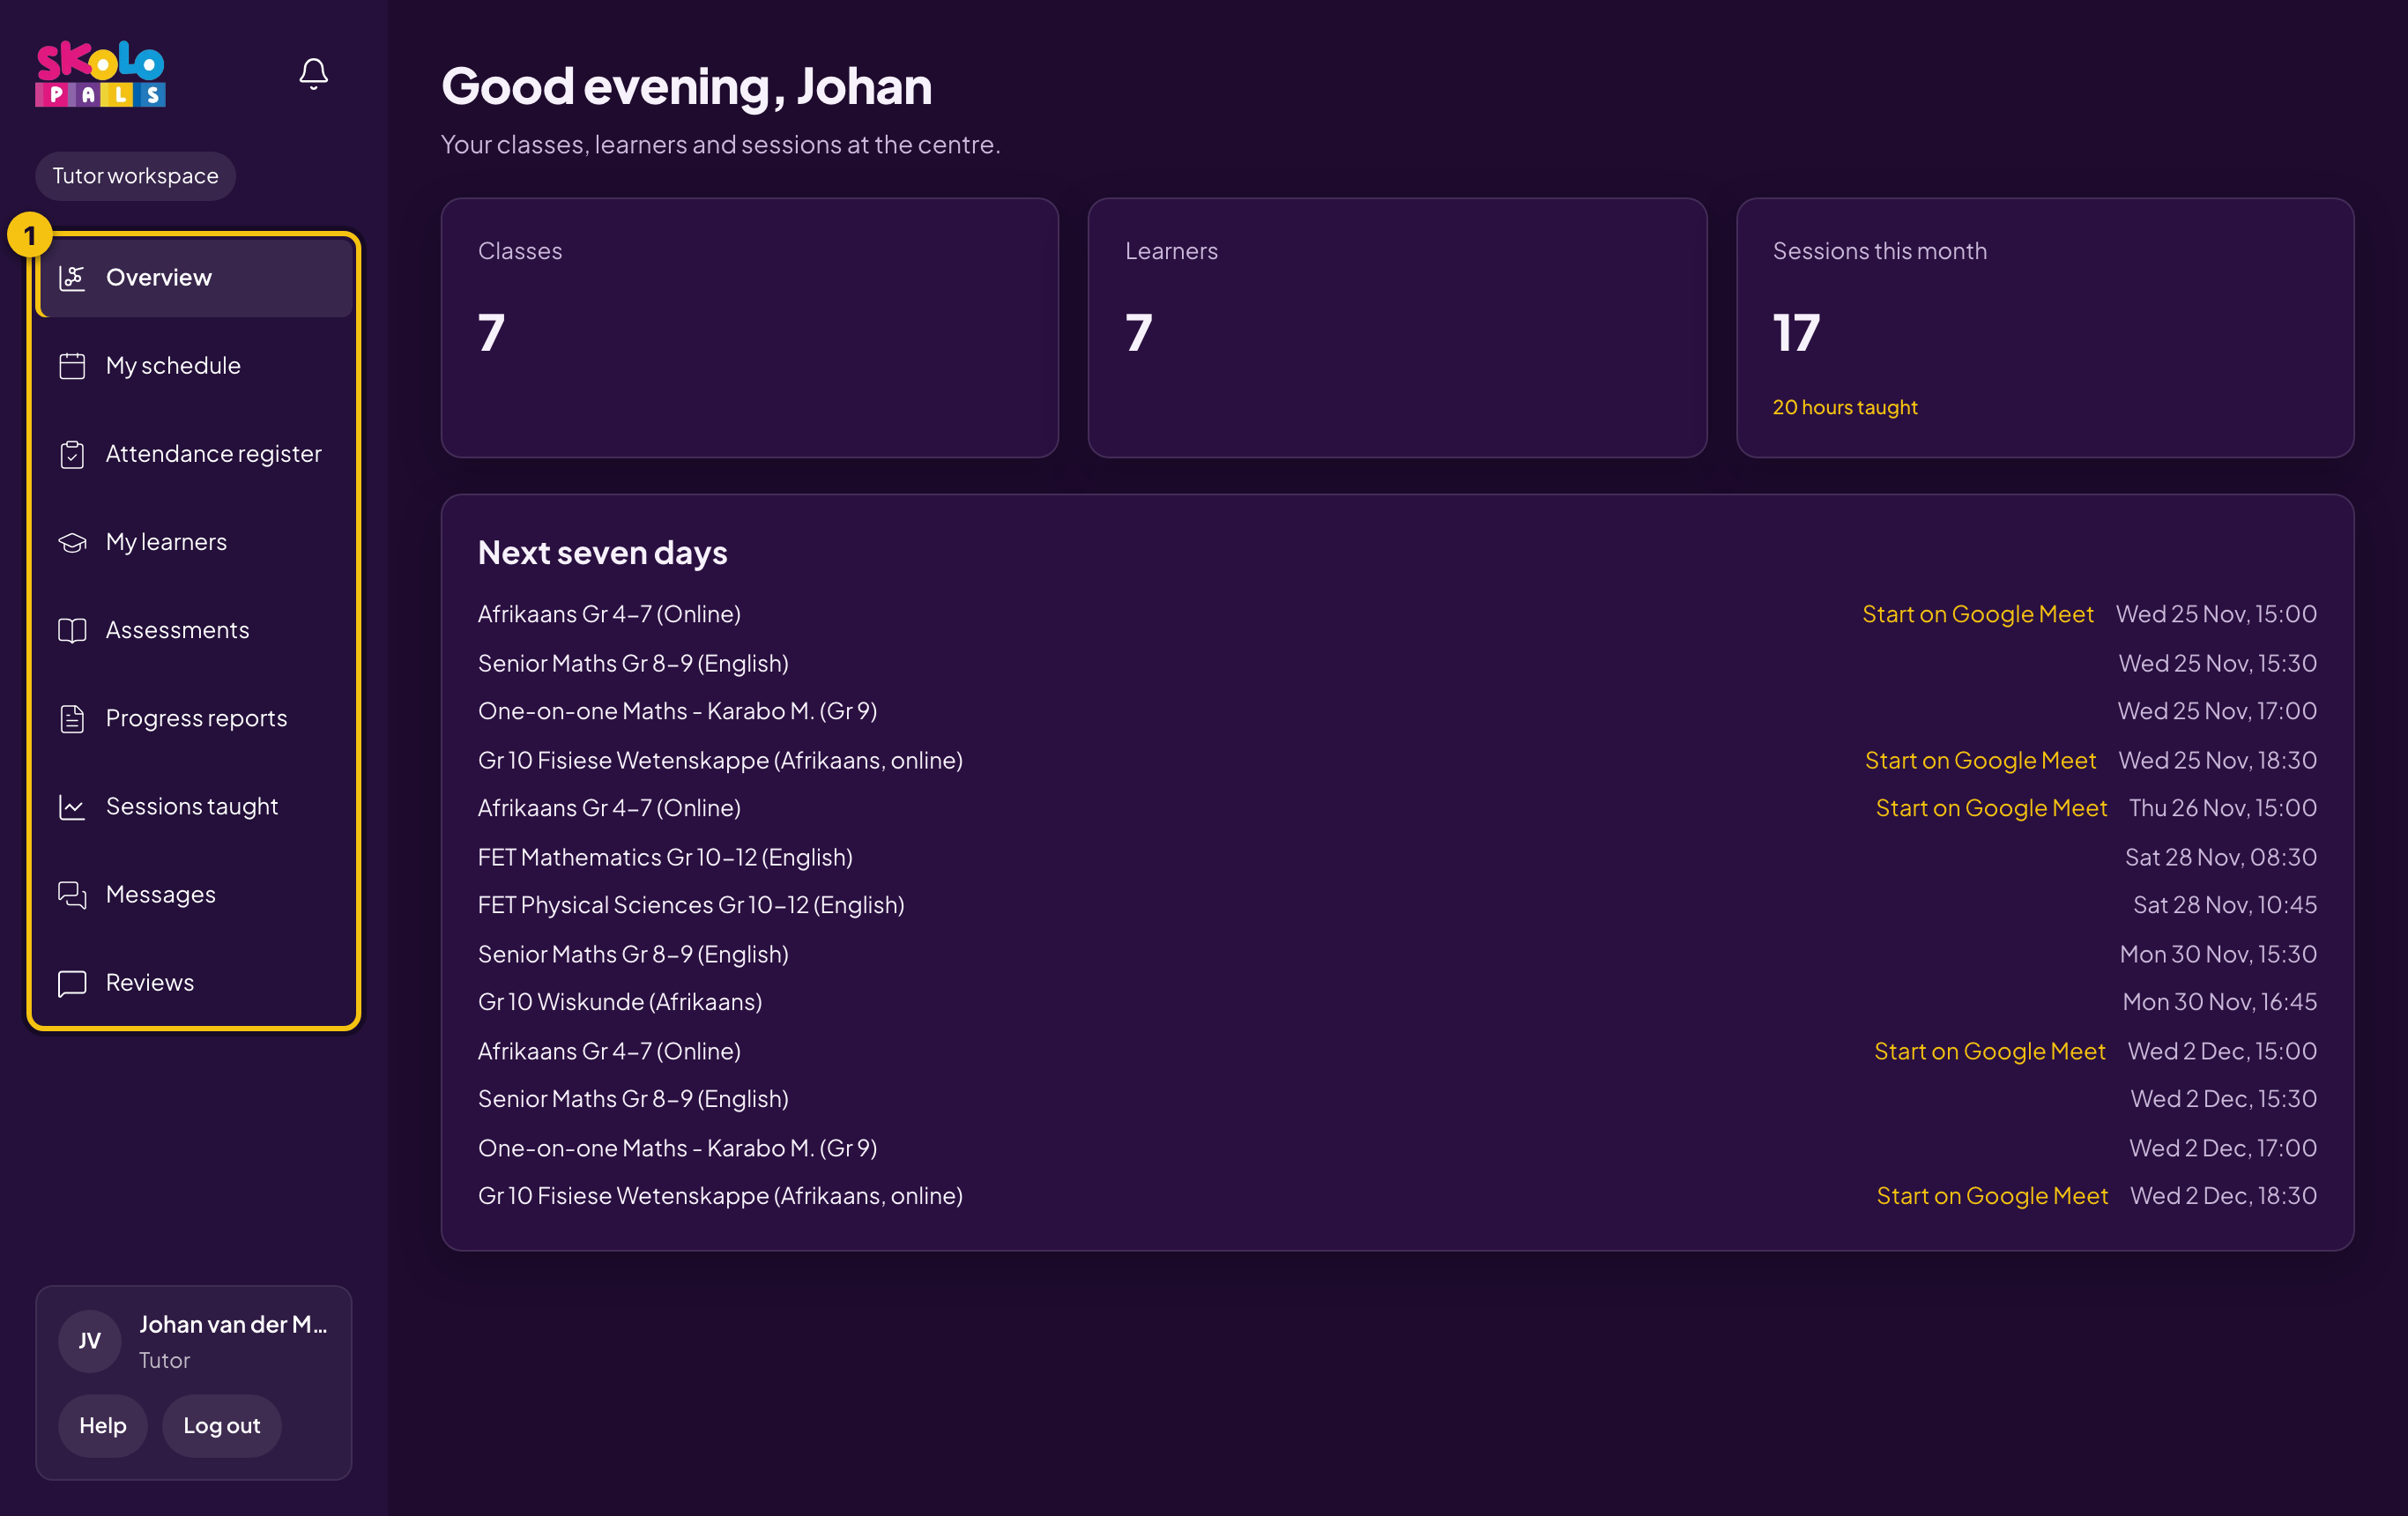 SKOLO
PALS
Tutor workspace
1
Overview
My schedule
Attendance register
My learners
Assessments
Progress reports
Sessions taught
Messages
Reviews
JV
Johan van der M...
Tutor
Help
Log out
Good evening, Johan
Your classes, learners and sessions at the centre.
Classes
7
Learners
7
Sessions this month
17
20 hours taught
Next seven days
Afrikaans Gr 4–7 (Online) Start on Google Meet Wed 25 Nov, 15:00
Senior Maths Gr 8–9 (English) Wed 25 Nov, 15:30
One-on-one Maths - Karabo M. (Gr 9) Wed 25 Nov, 17:00
Gr 10 Fisiese Wetenskappe (Afrikaans, online) Start on Google Meet Wed 25 Nov, 18:30
Afrikaans Gr 4–7 (Online) Start on Google Meet Thu 26 Nov, 15:00
FET Mathematics Gr 10–12 (English) Sat 28 Nov, 08:30
FET Physical Sciences Gr 10–12 (English) Sat 28 Nov, 10:45
Senior Maths Gr 8–9 (English) Mon 30 Nov, 15:30
Gr 10 Wiskunde (Afrikaans) Mon 30 Nov, 16:45
Afrikaans Gr 4–7 (Online) Start on Google Meet Wed 2 Dec, 15:00
Senior Maths Gr 8–9 (English) Wed 2 Dec, 15:30
One-on-one Maths - Karabo M. (Gr 9) Wed 2 Dec, 17:00
Gr 10 Fisiese Wetenskappe (Afrikaans, online) Start on Google Meet Wed 2 Dec, 18:30